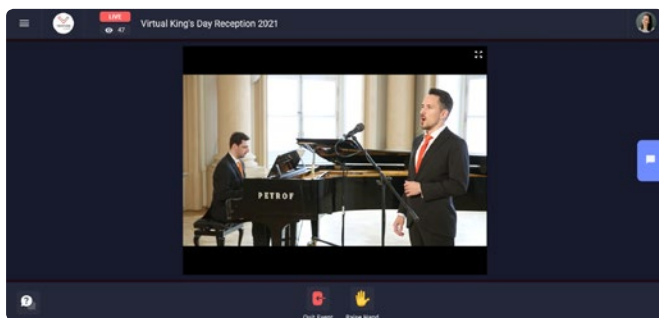 LIVE
47
Virtual King's Day Reception 2021
PETROF
Quit Event
Raise Hand